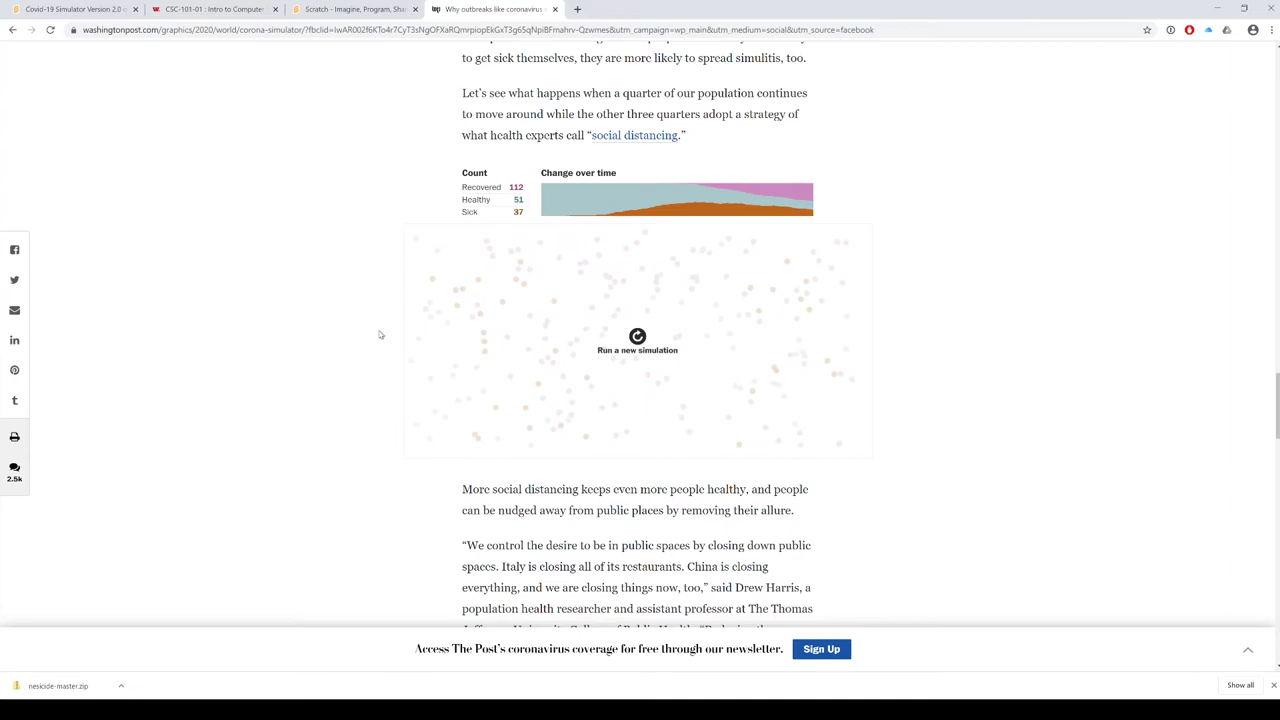 Covid-19 Simulator Version 2.0 o
CSC-101-01 : Intro to Computer
Scratch - Imagine, Program, Sha
Why outbreaks like coronavirus
washingtonpost.com/graphics/2020/world/corona-simulator/?fbclid=
&utm_campaign=wp_main&utm_medium=social&utm_source=facebook
to get sick themselves, they are more likely to spread simulitis, too.
Let's see what happens when a quarter of our population continues
to move around while the other three quarters adopt a strategy of
what health experts call “social distancing.”
Count
Change over time
Recovered 112
Healthy 51
Sick 37
Run a new simulation
2.5k
More social distancing keeps even more people healthy, and people
can be nudged away from public places by removing their allure.
“We control the desire to be in public spaces by closing down public
spaces. Italy is closing all of its restaurants. China is closing
everything, and we are closing things now, too,” said Drew Harris, a
population health researcher and assistant professor at The Thomas
Access The Post's coronavirus coverage for free through our newsletter.
Sign Up
nesicide-master.zip
Show all